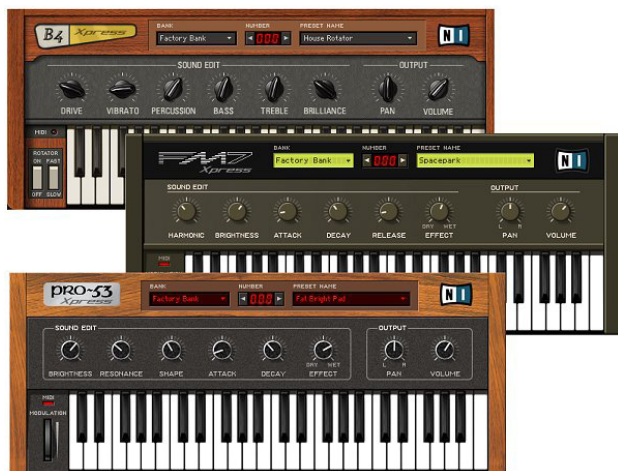 B4 Xpress
BANK NUMBER PRESET NAME
Factory Bank 000 House Rotator
NI
SOUND EDIT OUTPUT
DRIVE VIBRATO PERCUSSION BASS TREBLE BRILLIANCE PAN VOLUME
MIDI
ROTATOR
ON FAST
OFF SLOW
FM7 Xpress
BANK NUMBER PRESET NAME
Factory Bank 000 Spacepark
NI
SOUND EDIT OUTPUT
DRY WET L R
HARMONIC BRIGHTNESS ATTACK DECAY RELEASE EFFECT PAN VOLUME
MIDI
PRO-53 Xpress
BANK NUMBER PRESET NAME
Factory Bank 000 Fat Bright Pad
NI
SOUND EDIT OUTPUT
DRY WET L R
BRIGHTNESS RESONANCE SHAPE ATTACK DECAY EFFECT PAN VOLUME
MIDI
MODULATION